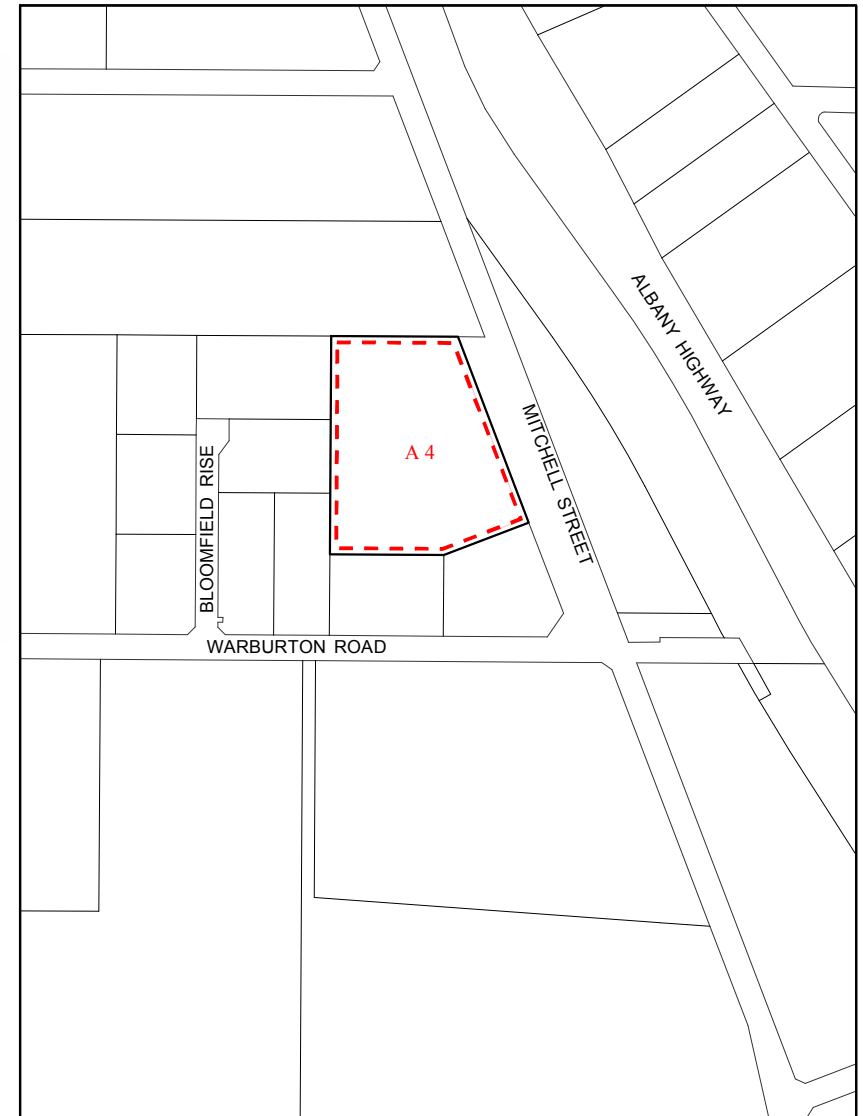 ALBANY HIGHWAY
MITCHELL STREET
A 4
BLOOMFIELD RISE
WARBURTON ROAD